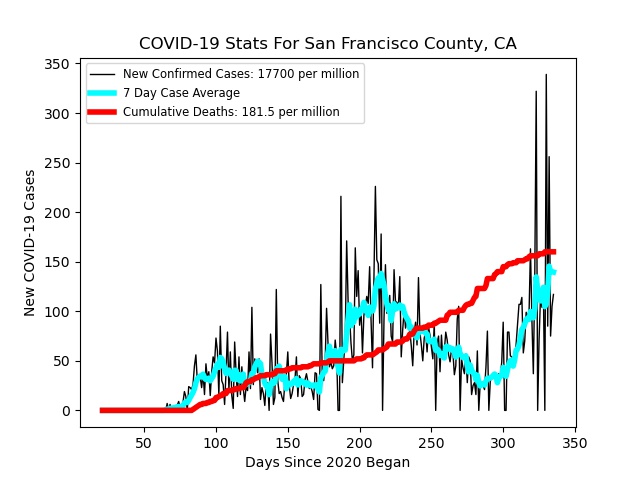 COVID-19 Stats For San Francisco County, CA
350
300
250
200
150
100
50
0
New COVID-19 Cases
New Confirmed Cases: 17700 per million
7 Day Case Average
Cumulative Deaths: 181.5 per million
50 100 150 200 250 300 350
Days Since 2020 Began